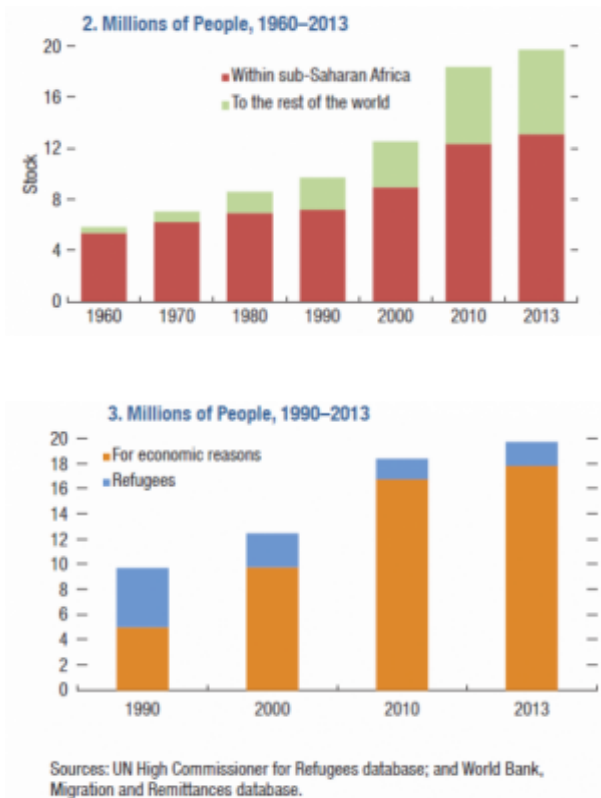 2. Millions of People, 1960–2013
20
16
12
8
4
0
Stock
Within sub-Saharan Africa
To the rest of the world
1960 1970 1980 1990 2000 2010 2013
3. Millions of People, 1990–2013
20
18
16
14
12
10
8
6
4
2
0
For economic reasons
Refugees
1990 2000 2010 2013
Sources: UN High Commissioner for Refugees database; and World Bank,
Migration and Remittances database.